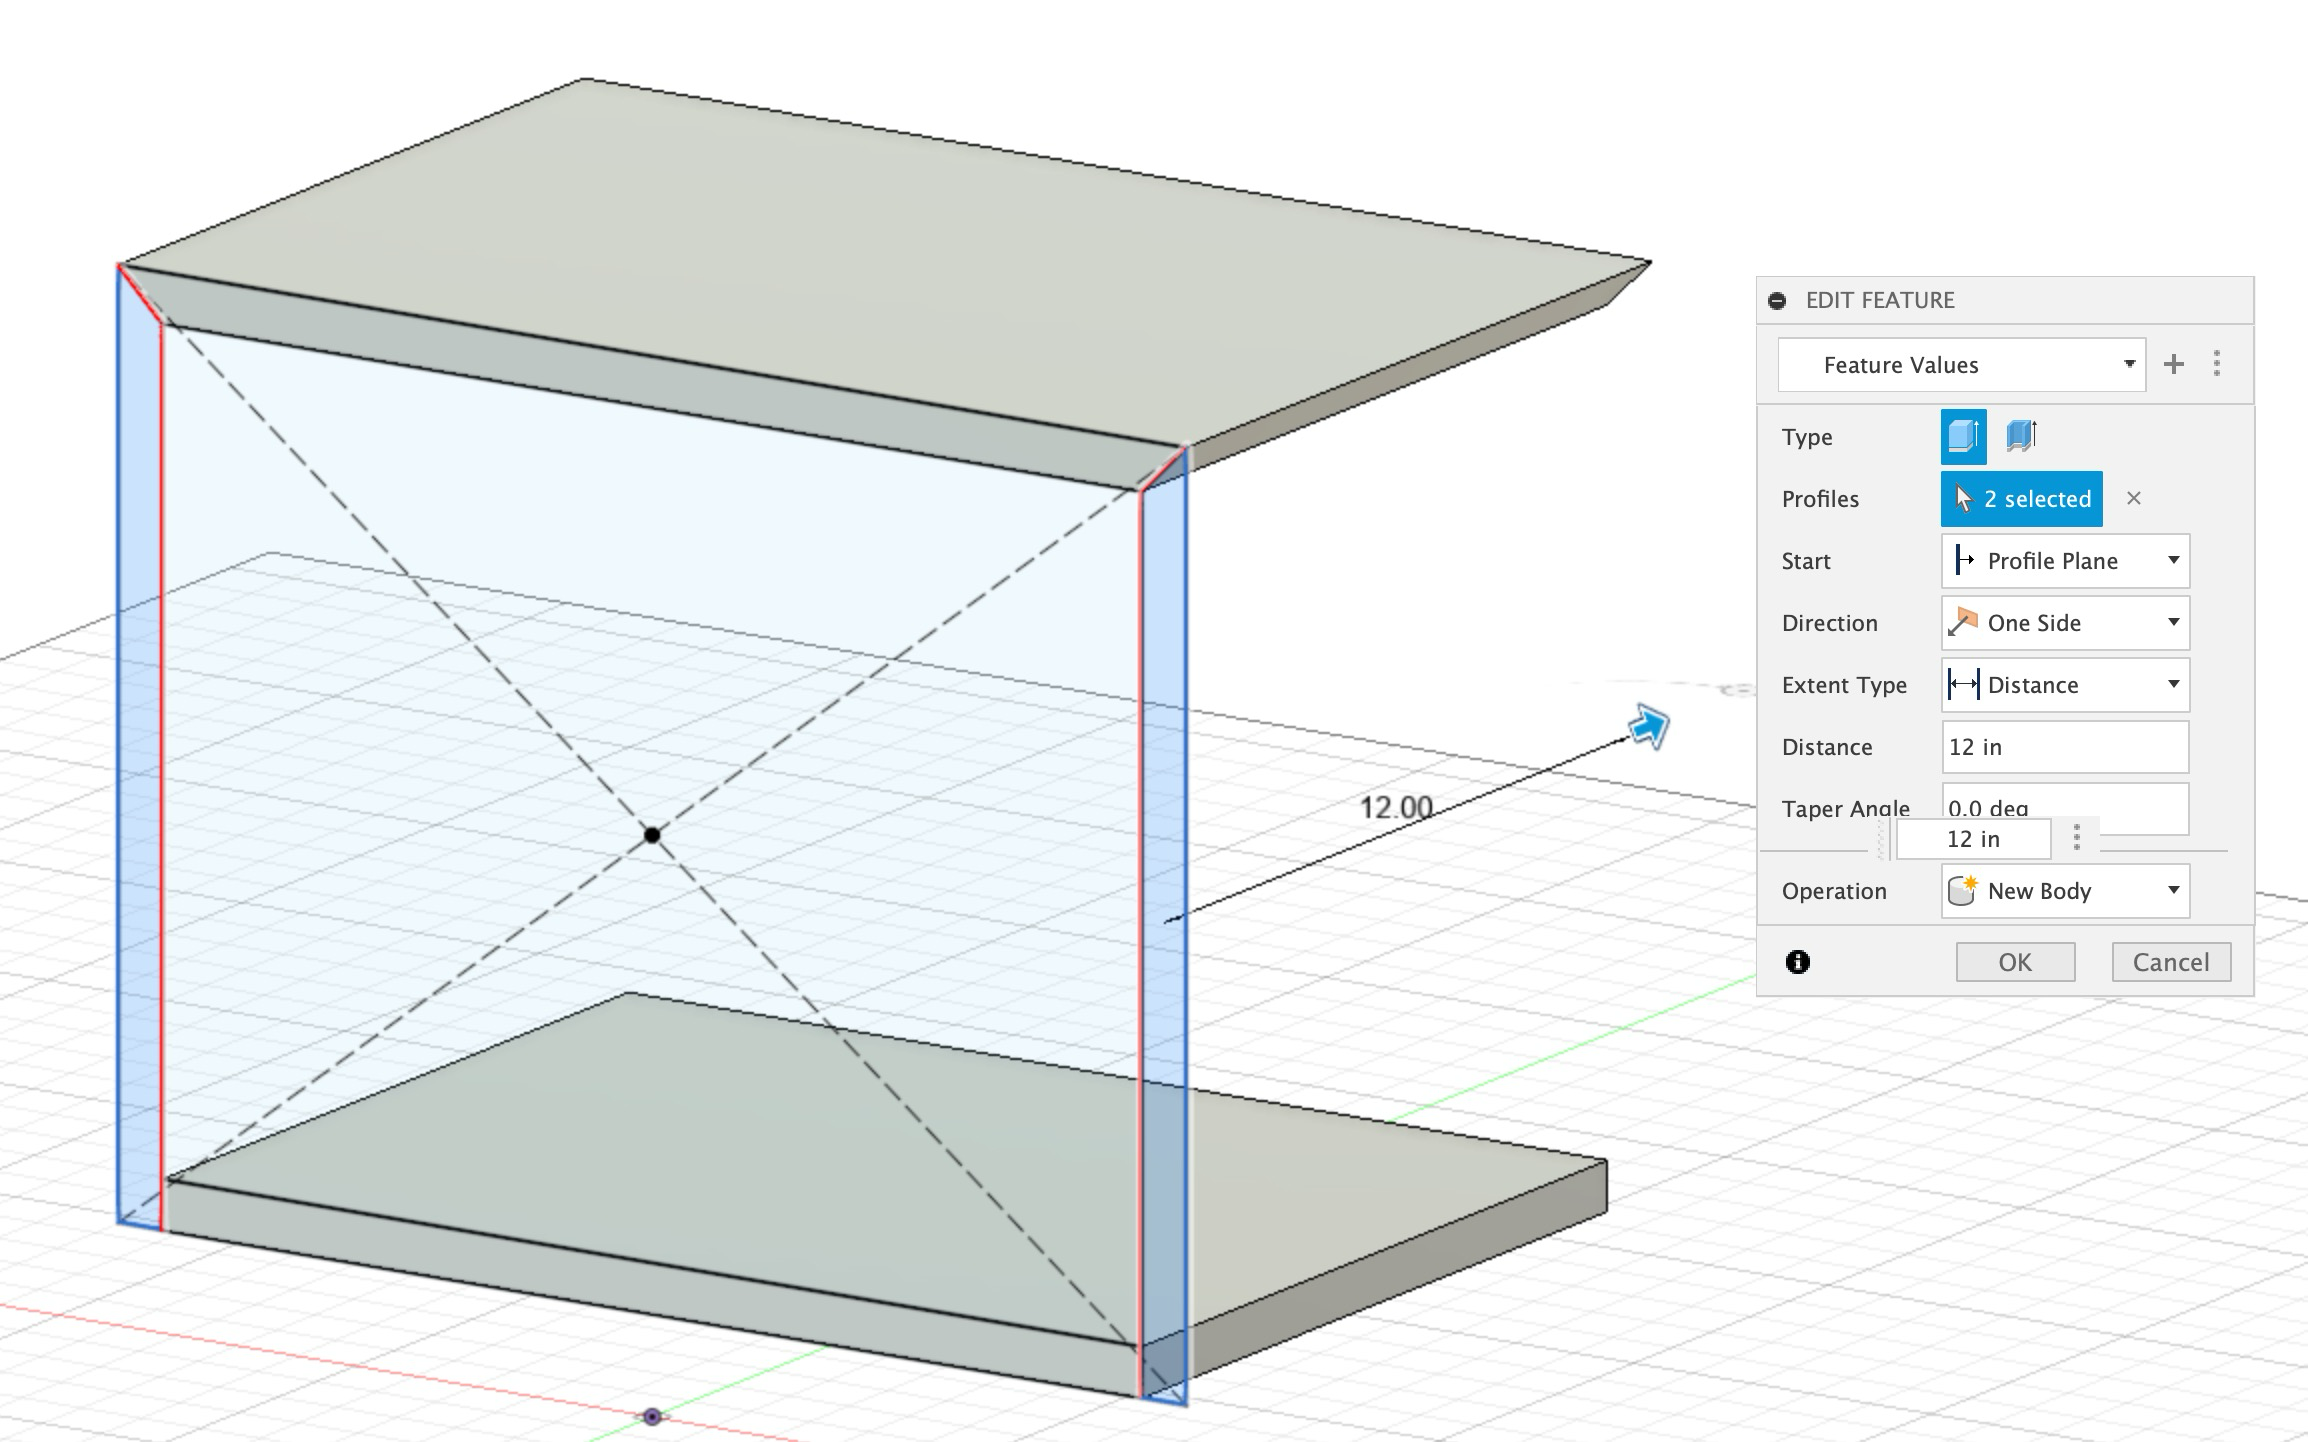 EDIT FEATURE
Feature Values
Type
Profiles 2 selected
Start Profile Plane
Direction One Side
Extent Type Distance
Distance 12 in
Taper Angle 0.0 deg
12 in
Operation New Body
OK Cancel
12.00